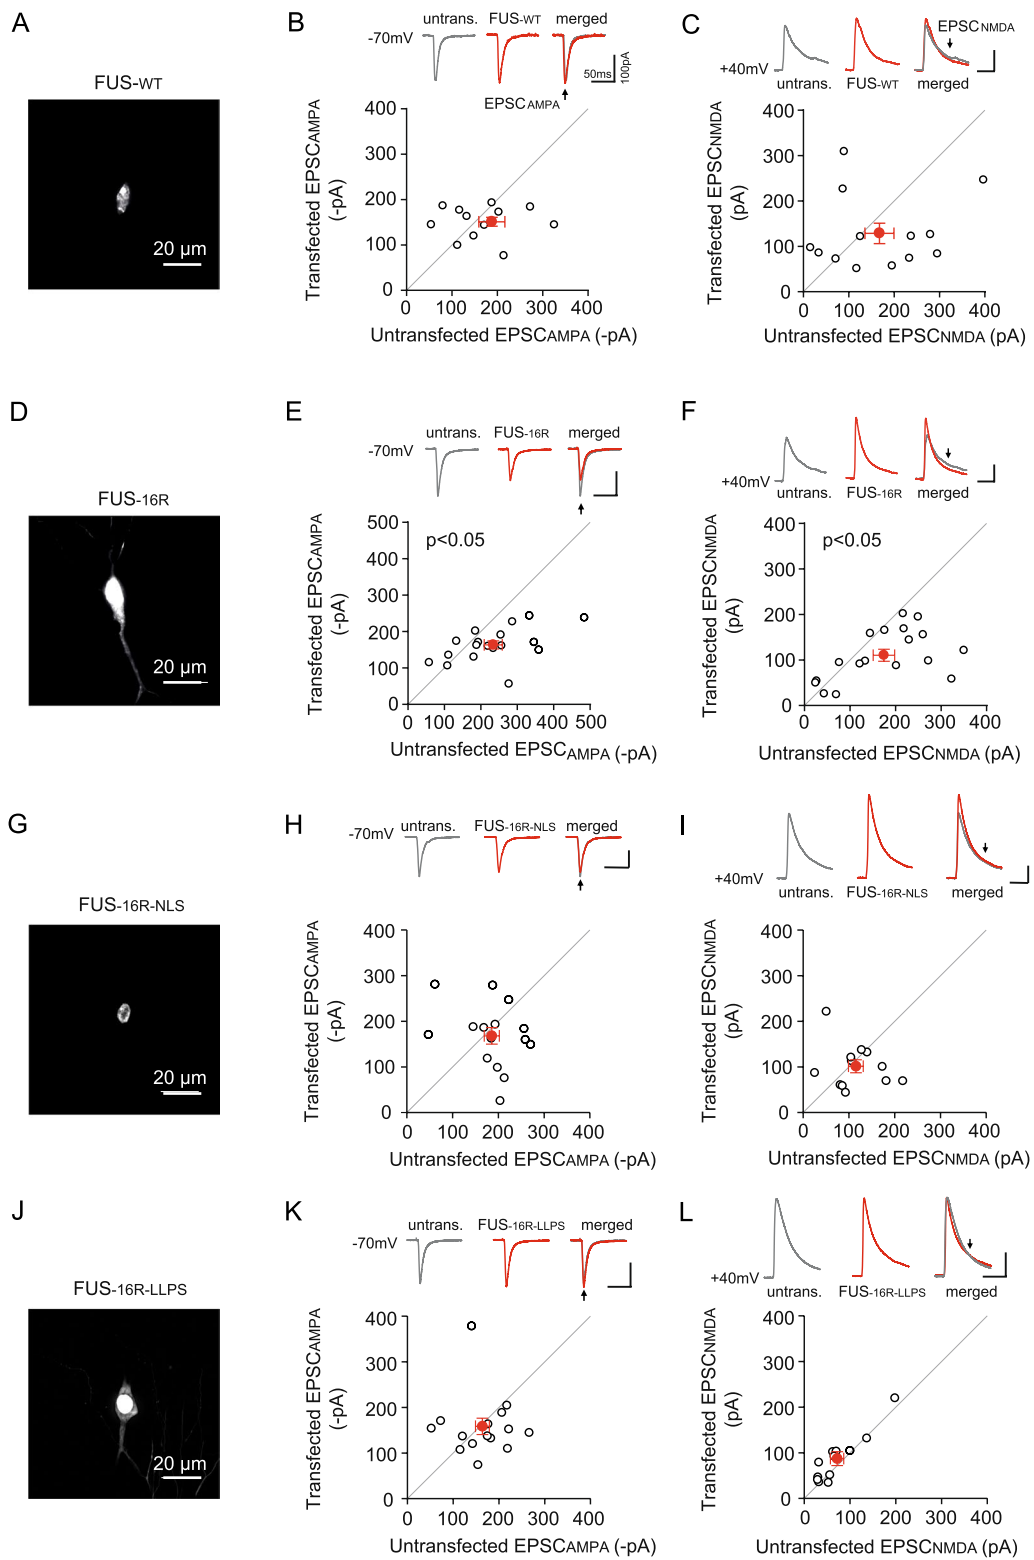 A
FUS-WT
20 µm
B
untrans. FUS-WT merged
-70mV
50ms
100pA
EPSCAMPA
400
300
200
100
0
0 100 200 300 400
Transfected EPSCAMPA
(-pA)
Untransfected EPSCAMPA (-pA)
C
EPSCNMDA
+40mV
untrans. FUS-WT merged
400
300
200
100
0
0 100 200 300 400
Transfected EPSCNMDA
(pA)
Untransfected EPSCNMDA (pA)
D
FUS-16R
20 µm
E
untrans. FUS-16R merged
-70mV
p<0.05
500
400
300
200
100
0
0 100 200 300 400 500
Transfected EPSCAMPA
(-pA)
Untransfected EPSCAMPA (-pA)
F
+40mV
untrans. FUS-16R merged
p<0.05
400
300
200
100
0
0 100 200 300 400
Transfected EPSCNMDA
(pA)
Untransfected EPSCNMDA (pA)
G
FUS-16R-NLS
20 µm
H
untrans. FUS-16R-NLS merged
-70mV
400
300
200
100
0
0 100 200 300 400
Transfected EPSCAMPA
(-pA)
Untransfected EPSCAMPA (-pA)
I
+40mV
untrans. FUS-16R-NLS merged
400
300
200
100
0
0 100 200 300 400
Transfected EPSCNMDA
(pA)
Untransfected EPSCNMDA (pA)
J
FUS-16R-LLPS
20 µm
K
untrans. FUS-16R-LLPS merged
-70mV
400
300
200
100
0
0 100 200 300 400
Transfected EPSCAMPA
(-pA)
Untransfected EPSCAMPA (-pA)
L
+40mV
untrans. FUS-16R-LLPS merged
400
300
200
100
0
0 100 200 300 400
Transfected EPSCNMDA
(pA)
Untransfected EPSCNMDA (pA)